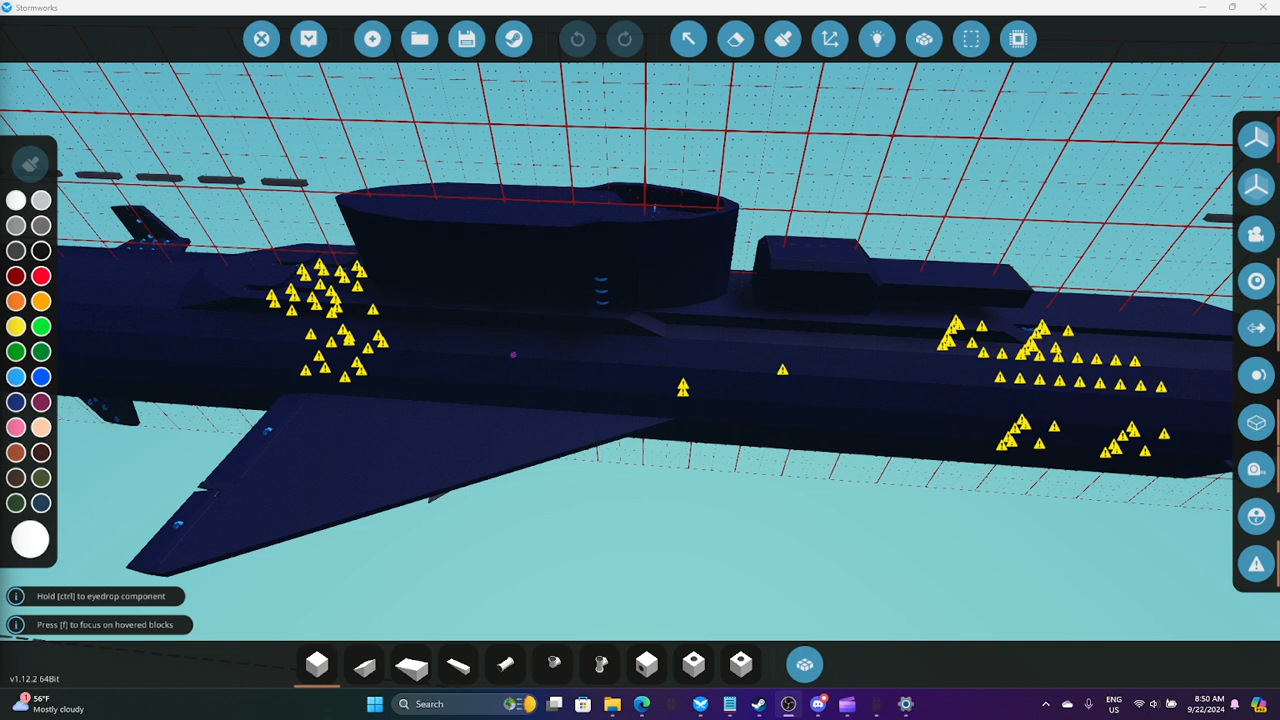 Stormworks
Hold [ctrl] to eyedrop component
Press [f] to focus on hovered blocks
v1.12.2 64Bit
1
56°F
Mostly cloudy
Search
ENG
US
8:50 AM
9/22/2024